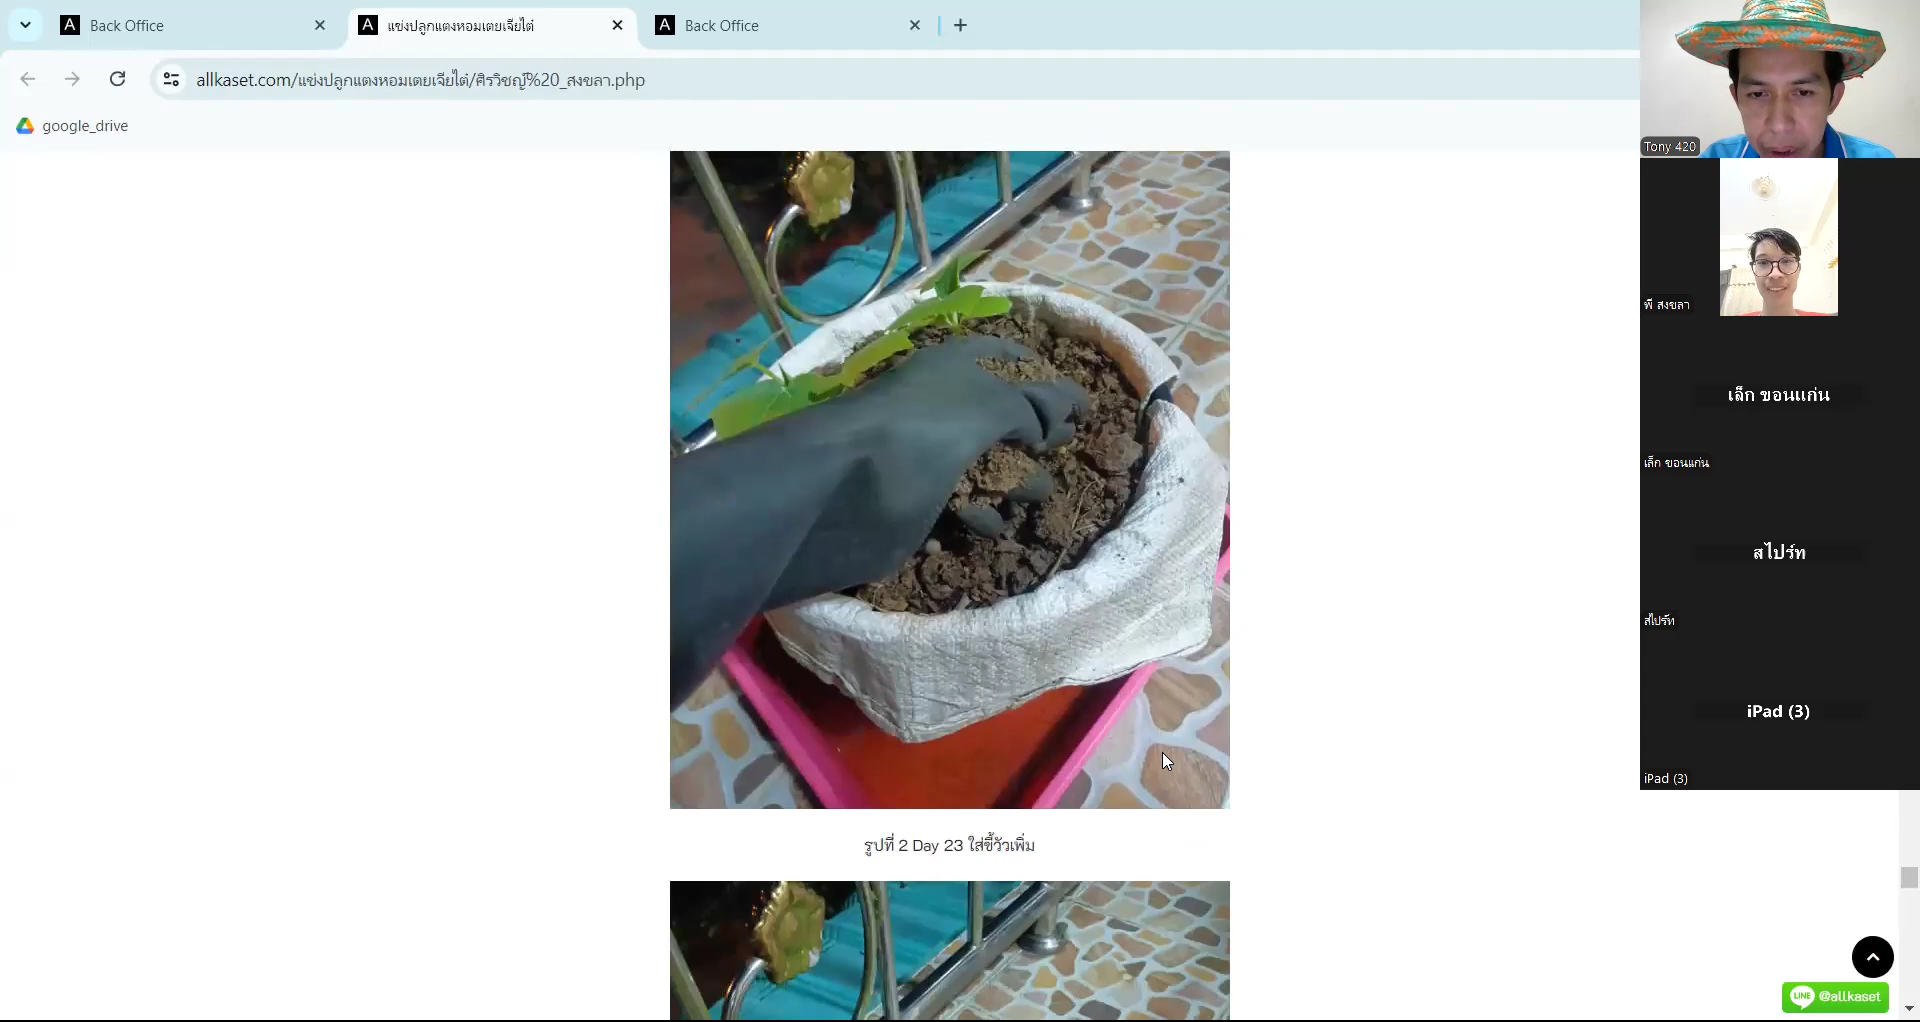 Back Office
แข่งปลูกแตงหอมเตยเจียไต๋
Back Office
allkaset.com/แข่งปลูกแตงหอมเตยเจียไต๋/ศิรวิชญ์%20_สงขลา.php
google_drive
Tony 420
พี สงขลา
เล็ก ขอนแก่น
เล็ก ขอนแก่น
สไปร์ท
สไปร์ท
iPad (3)
iPad (3)
รูปที่ 2 Day 23 ใส่ขี้วัวเพิ่ม
LINE @allkaset